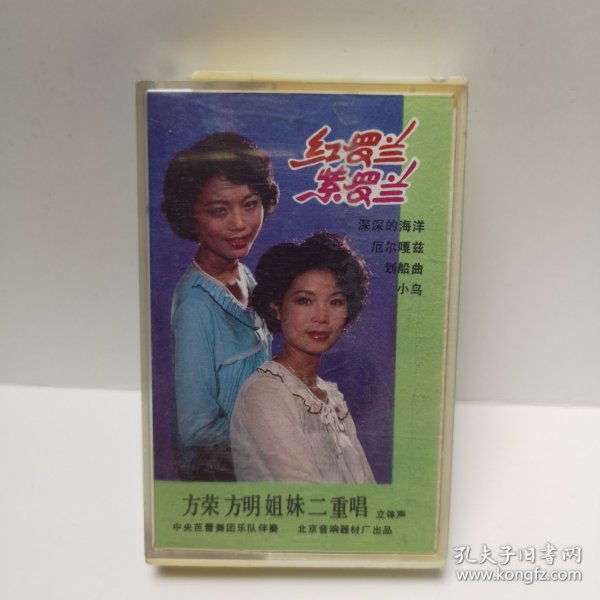 红罗兰
紫罗兰
深深的海洋
厄尔嘎兹
划船曲
小鸟
方荣 方明 姐妹二重唱 立体声
中央芭蕾舞团乐队伴奏 北京音响器材厂出品
孔夫子旧书网
www.kongfz.com